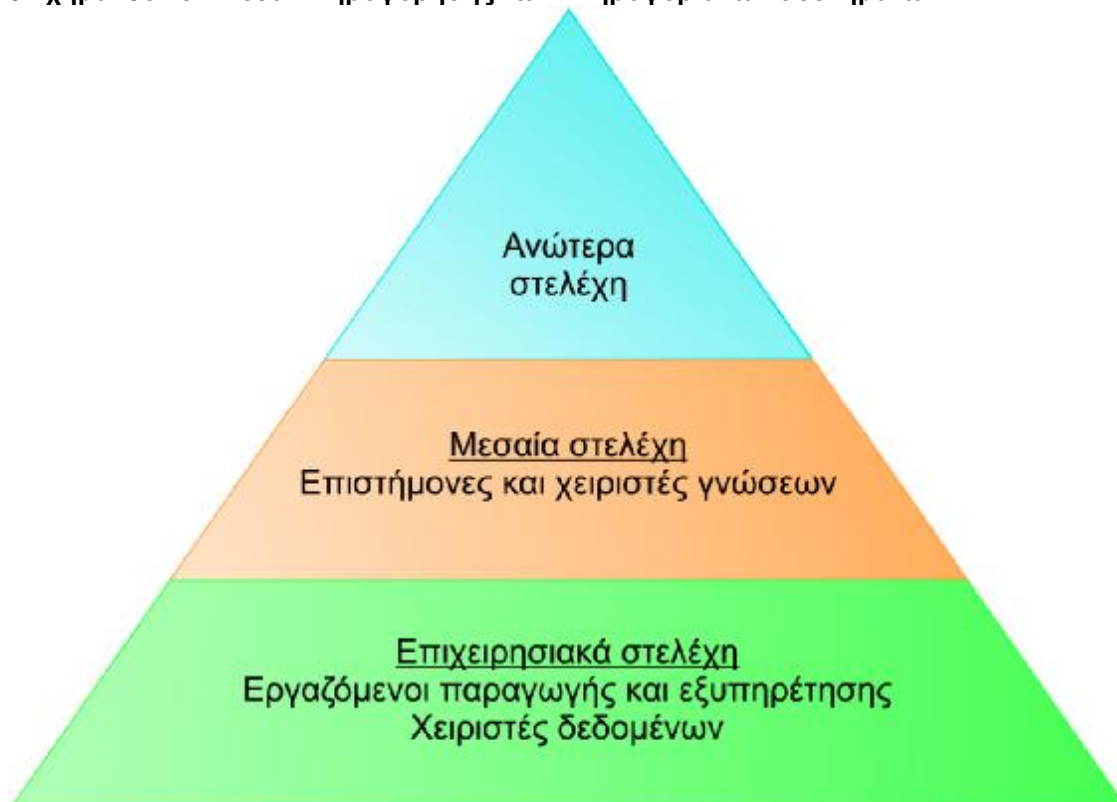 Ανώτερα
στελέχη
Μεσαία στελέχη
Επιστήμονες και χειριστές γνώσεων
Επιχειρησιακά στελέχη
Εργαζόμενοι παραγωγής και εξυπηρέτησης
Χειριστές δεδομένων